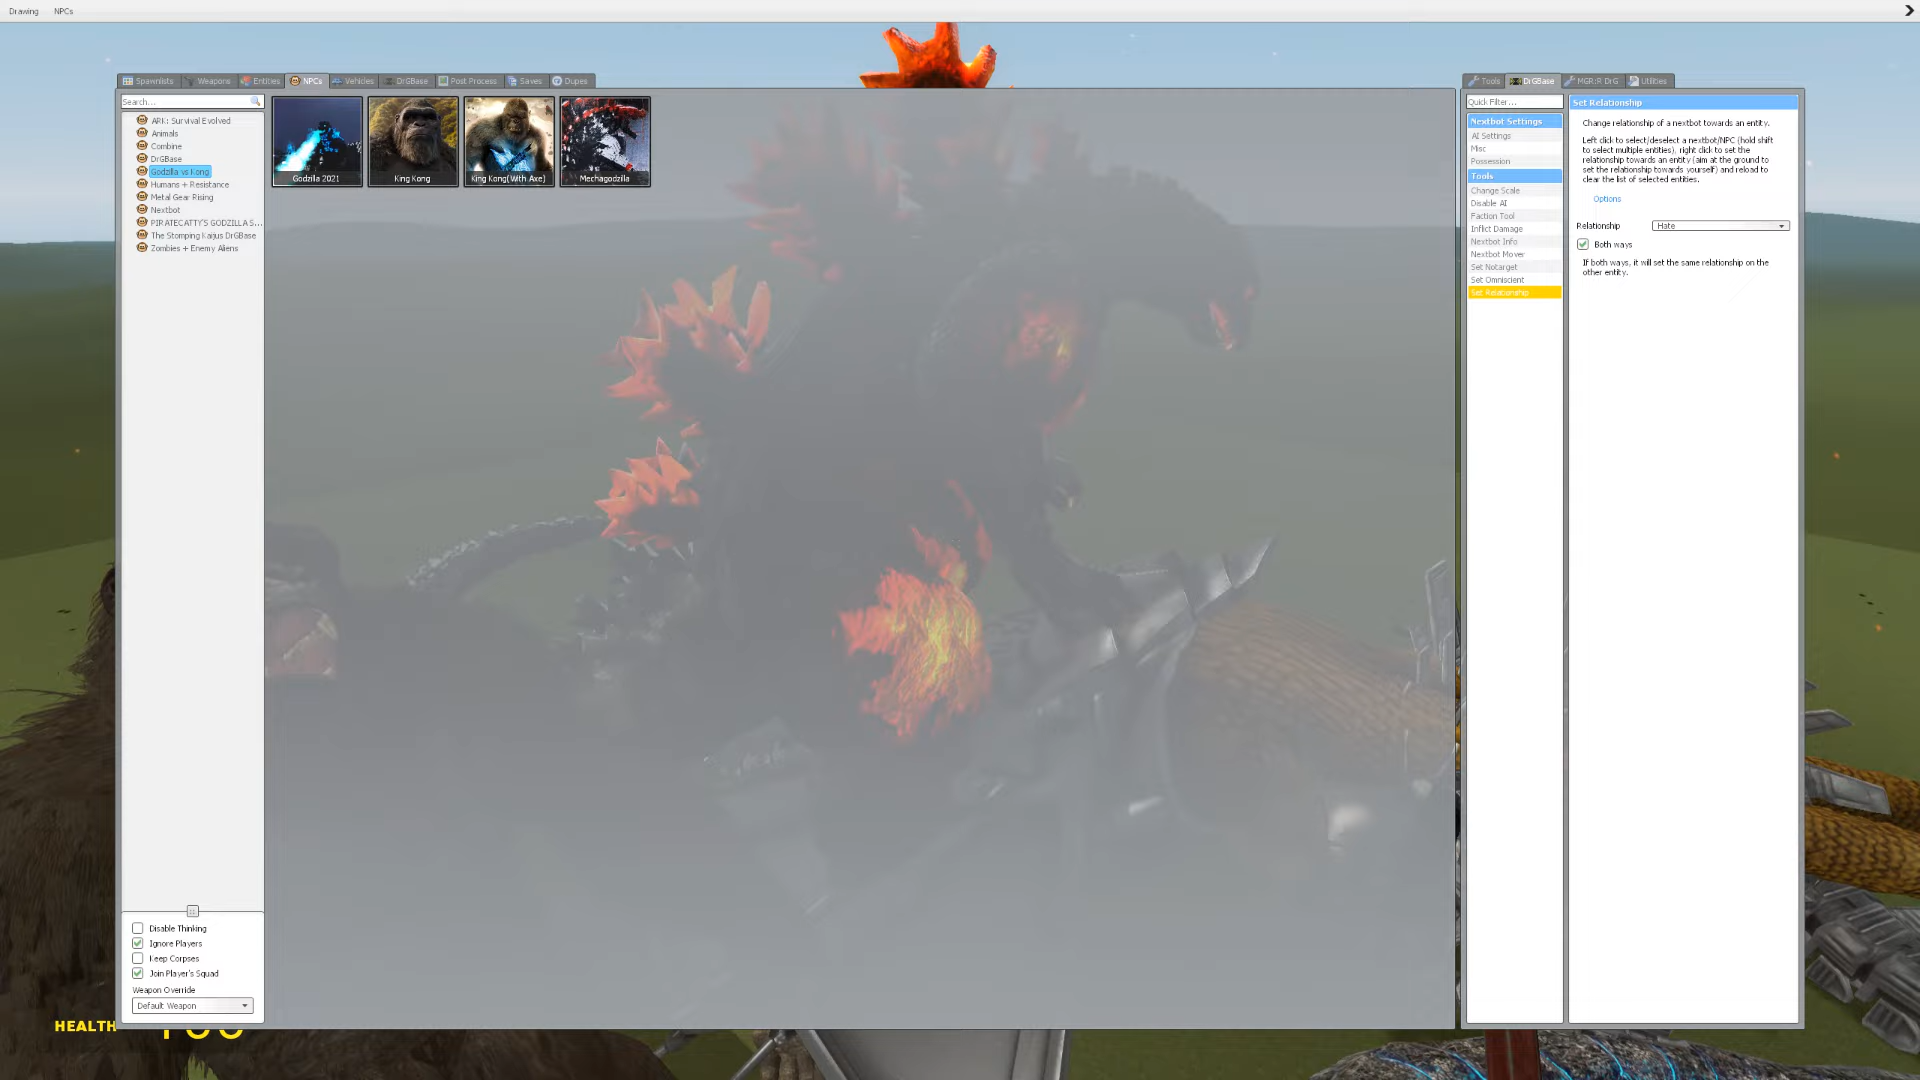 Drawing NPCs
Spawnlists Weapons Entities NPCs Vehicles DrGBase Post Process Saves Dupes
Search...
ARK: Survival Evolved
Animals
Combine
DrGBase
Godzilla vs Kong
Humans + Resistance
Metal Gear Rising
Nextbot
PIRATECATTY'S GODZILLA S...
The Stomping Kaijus DrGBase
Zombies + Enemy Aliens
Godzilla 2021
King Kong
King Kong(With Axe)
Mechagodzilla
Disable Thinking
Ignore Players
Keep Corpses
Join Player's Squad
Weapon Override
Default Weapon
HEALTH
Tools DrGBase MGR:R DrG Utilities
Quick Filter...
Nextbot Settings
AI Settings
Misc
Possession
Tools
Change Scale
Disable AI
Faction Tool
Inflict Damage
Nextbot Info
Nextbot Mover
Set Notarget
Set Omniscient
Set Relationship
Set Relationship
Change relationship of a nextbot towards an entity.
Left click to select/deselect a nextbot/NPC (hold shift
to select multiple entities), right click to set the
relationship towards an entity (aim at the ground to
set the relationship towards yourself) and reload to
clear the list of selected entities.
Options
Relationship Hate
Both ways
If both ways, it will set the same relationship on the
other entity.